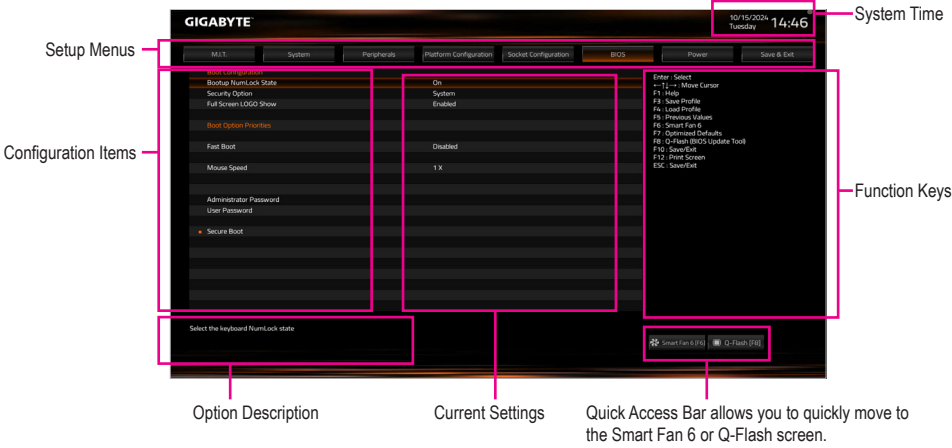 GIGABYTE™
10/15/2024 14:46
Tuesday
System Time
Setup Menus
M.I.T. System Peripherals Platform Configuration Socket Configuration BIOS Power Save & Exit
Boot Configuration
Bootup NumLock State On
Security Option System
Full Screen LOGO Show Enabled
Boot Option Priorities
Fast Boot Disabled
Mouse Speed 1 X
Administrator Password
User Password
Secure Boot
Configuration Items
Enter : Select
←↑↓→ : Move Cursor
F1 : Help
F3 : Save Profile
F4 : Load Profile
F5 : Previous Values
F6 : Smart Fan 6
F7 : Optimized Defaults
F8 : Q-Flash (BIOS Update Tool)
F10 : Save/Exit
F12 : Print Screen
ESC : Save/Exit
Function Keys
Select the keyboard NumLock state
Smart Fan 6 [F6] Q-Flash [F8]
Option Description
Current Settings
Quick Access Bar allows you to quickly move to
the Smart Fan 6 or Q-Flash screen.